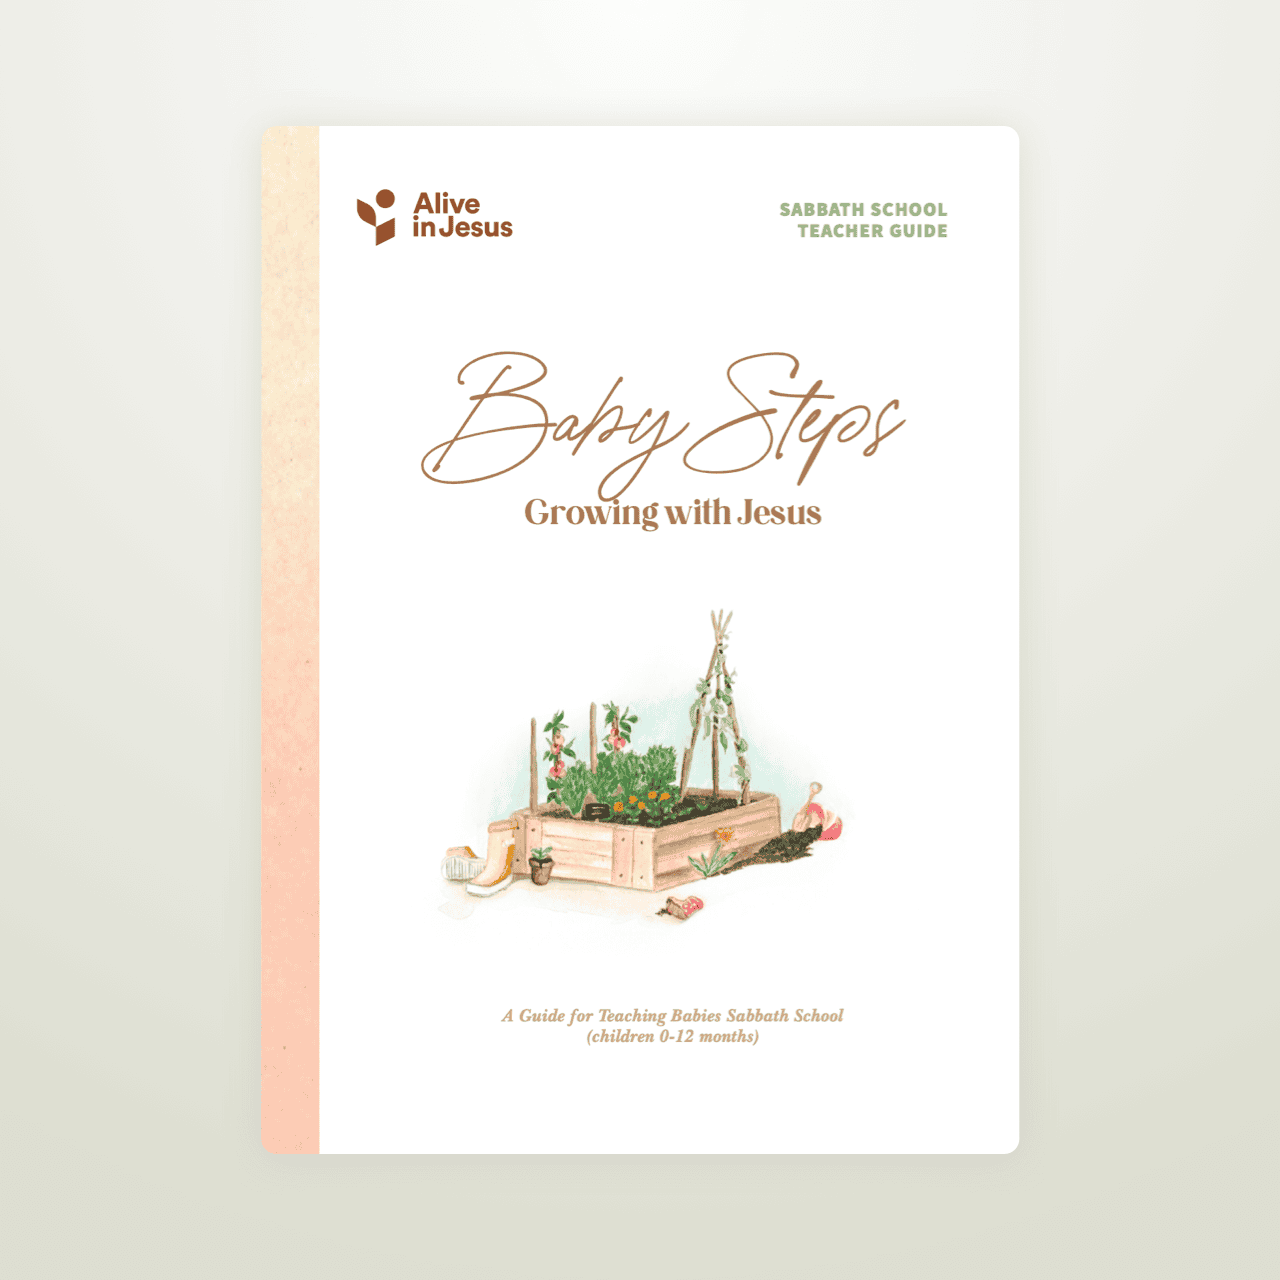 Alive
in Jesus
SABBATH SCHOOL
TEACHER GUIDE
Baby Steps
Growing with Jesus
A Guide for Teaching Babies Sabbath School
(children 0-12 months)